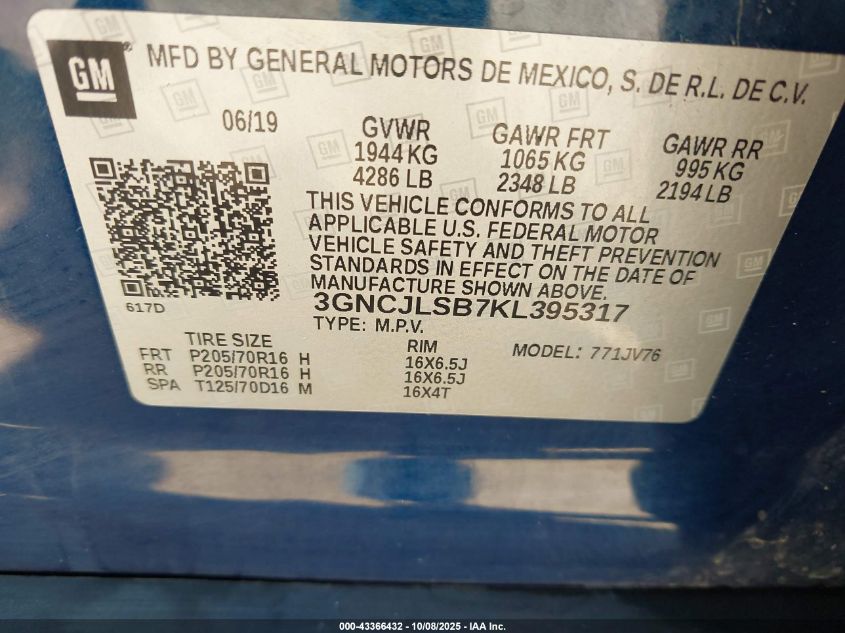 GM
MFD BY GENERAL MOTORS DE MEXICO, S. DE R.L. DE C.V.
06/19
GVWR
1944 KG
4286 LB
GAWR FRT
1065 KG
2348 LB
GAWR RR
995 KG
2194 LB
THIS VEHICLE CONFORMS TO ALL
APPLICABLE U.S. FEDERAL MOTOR
VEHICLE SAFETY AND THEFT PREVENTION
STANDARDS IN EFFECT ON THE DATE OF
MANUFACTURE SHOWN ABOVE.
3GNCJLSB7KL395317
TYPE: M.P.V.
617D
TIRE SIZE RIM MODEL: 771JV76
FRT P205/70R16 H 16X6.5J
RR P205/70R16 H 16X6.5J
SPA T125/70D16 M 16X4T
000-43366432 - 10/08/2025 - IAA Inc.